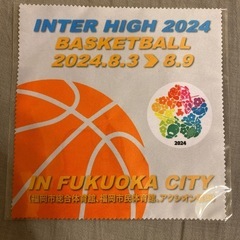 INTER HIGH 2024
BASKETBALL
2024.8.3 8.9
2024
IN FUKUOKA CITY
(福岡市総合体育館、福岡市民体育館、アクシオン福岡)